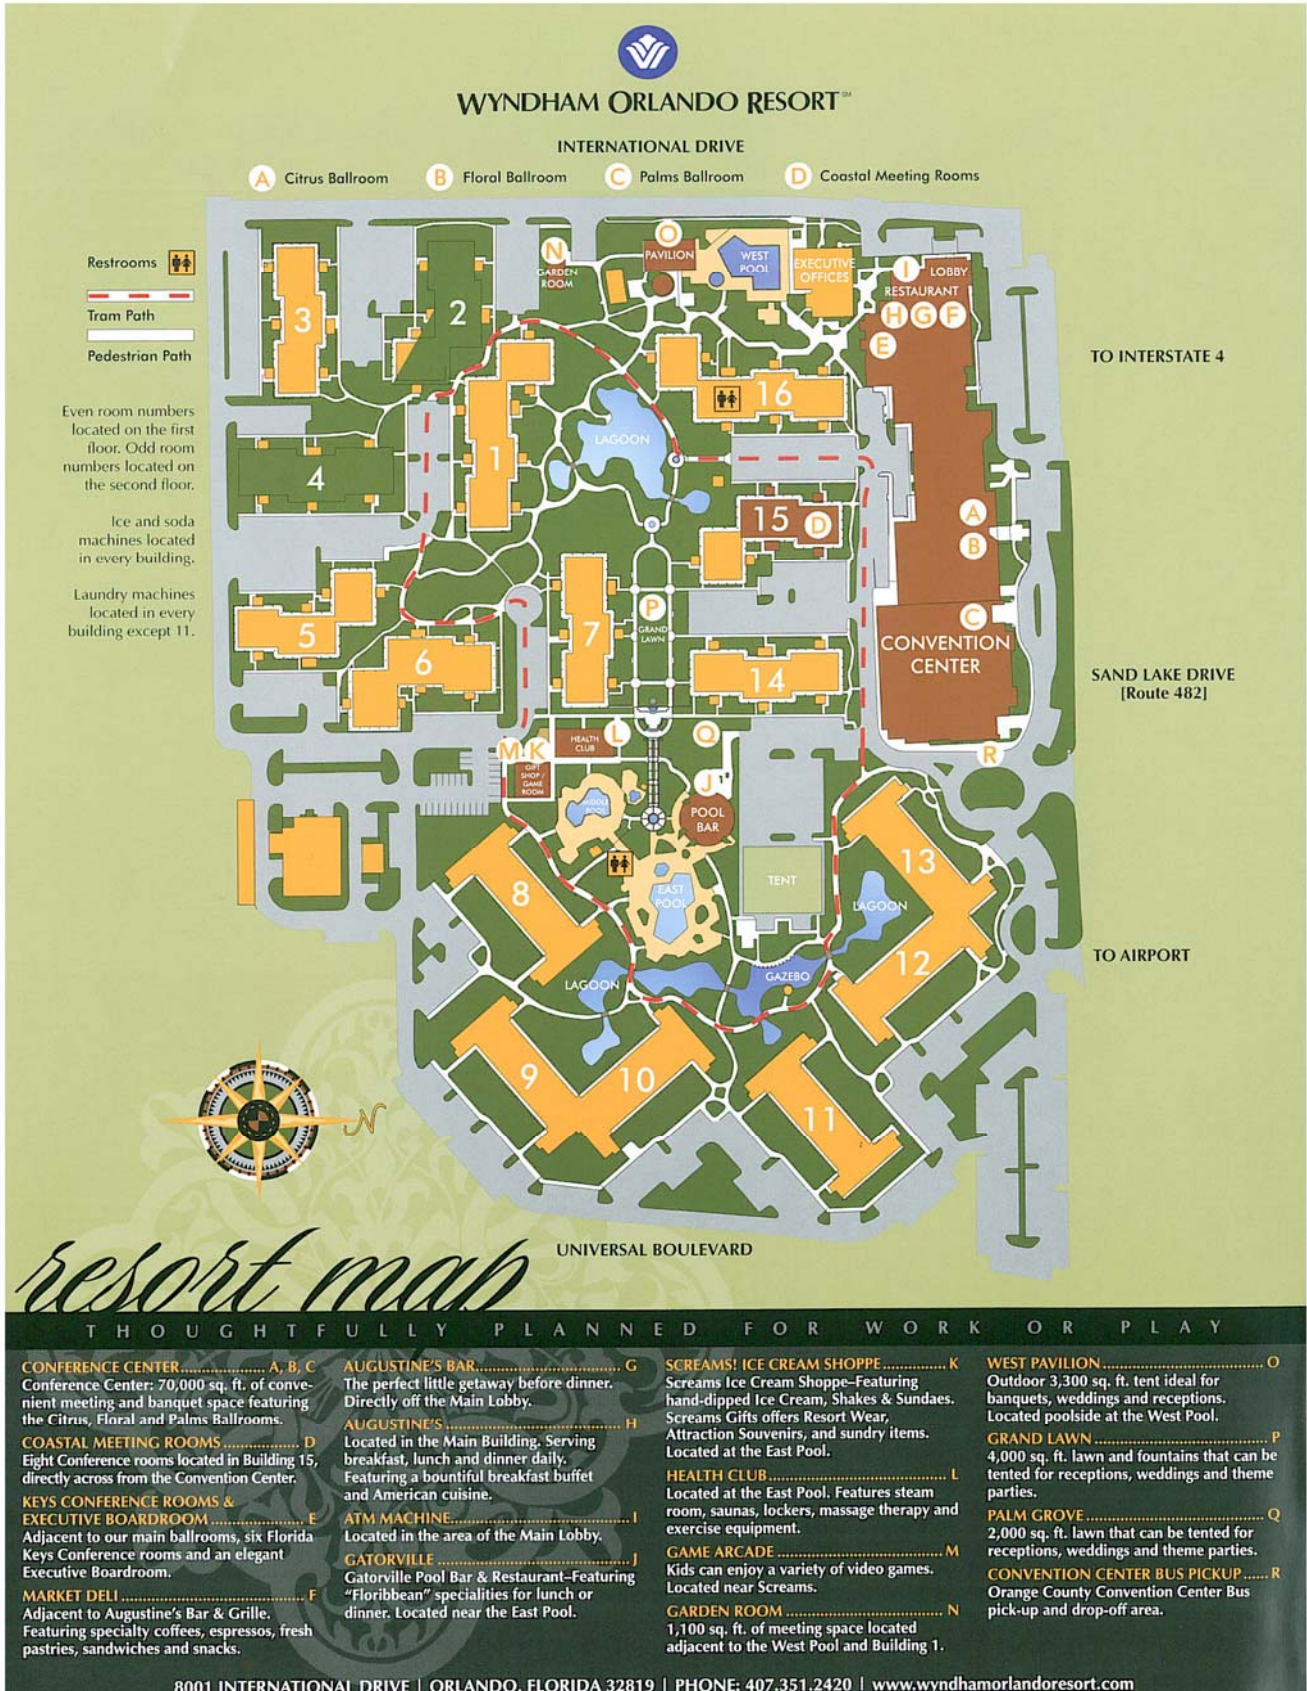 WYNDHAM ORLANDO RESORT℠
INTERNATIONAL DRIVE
A Citrus Ballroom B Floral Ballroom C Palms Ballroom D Coastal Meeting Rooms
Restrooms
Tram Path
Pedestrian Path
Even room numbers
located on the first
floor. Odd room
numbers located on
the second floor.
Ice and soda
machines located
in every building.
Laundry machines
located in every
building except 11.
N
GARDEN
ROOM
O
PAVILION
WEST
POOL
EXECUTIVE
OFFICES
I
LOBBY
RESTAURANT
H G F
E
3
2
16
1
LAGOON
4
15 D
A
B
5
6
7
P
GRAND
LAWN
14
C
CONVENTION
CENTER
M K
HEALTH
CLUB
L
Q
R
GIFT
SHOP /
GAME
ROOM
MIDDLE
POOL
J
POOL
BAR
8
EAST
POOL
TENT
13
LAGOON
12
LAGOON
GAZEBO
9
10
11
TO INTERSTATE 4
SAND LAKE DRIVE
[Route 482]
TO AIRPORT
N
UNIVERSAL BOULEVARD
resort map
THOUGHTFULLY PLANNED FOR WORK OR PLAY
CONFERENCE CENTER................ A, B, C
Conference Center: 70,000 sq. ft. of conve-
nient meeting and banquet space featuring
the Citrus, Floral and Palms Ballrooms.
COASTAL MEETING ROOMS .............. D
Eight Conference rooms located in Building 15,
directly across from the Convention Center.
KEYS CONFERENCE ROOMS &
EXECUTIVE BOARDROOM ................ E
Adjacent to our main ballrooms, six Florida
Keys Conference rooms and an elegant
Executive Boardroom.
MARKET DELI ................................ F
Adjacent to Augustine's Bar & Grille.
Featuring specialty coffees, espressos, fresh
pastries, sandwiches and snacks.
AUGUSTINE'S BAR.......................... G
The perfect little getaway before dinner.
Directly off the Main Lobby.
AUGUSTINE'S ................................ H
Located in the Main Building. Serving
breakfast, lunch and dinner daily.
Featuring a bountiful breakfast buffet
and American cuisine.
ATM MACHINE................................ I
Located in the area of the Main Lobby.
GATORVILLE ................................ J
Gatorville Pool Bar & Restaurant–Featuring
"Floribbean" specialities for lunch or
dinner. Located near the East Pool.
SCREAMS! ICE CREAM SHOPPE ............ K
Screams Ice Cream Shoppe–Featuring
hand-dipped Ice Cream, Shakes & Sundaes.
Screams Gifts offers Resort Wear,
Attraction Souvenirs, and sundry items.
Located at the East Pool.
HEALTH CLUB................................ L
Located at the East Pool. Features steam
room, saunas, lockers, massage therapy and
exercise equipment.
GAME ARCADE .............................. M
Kids can enjoy a variety of video games.
Located near Screams.
GARDEN ROOM .............................. N
1,100 sq. ft. of meeting space located
adjacent to the West Pool and Building 1.
WEST PAVILION .............................. O
Outdoor 3,300 sq. ft. tent ideal for
banquets, weddings and receptions.
Located poolside at the West Pool.
GRAND LAWN ................................ P
4,000 sq. ft. lawn and fountains that can be
tented for receptions, weddings and theme
parties.
PALM GROVE ................................ Q
2,000 sq. ft. lawn that can be tented for
receptions, weddings and theme parties.
CONVENTION CENTER BUS PICKUP...... R
Orange County Convention Center Bus
pick-up and drop-off area.
8001 INTERNATIONAL DRIVE | ORLANDO, FLORIDA 32819 | PHONE: 407.351.2420 | www.wyndhamorlandoresort.com